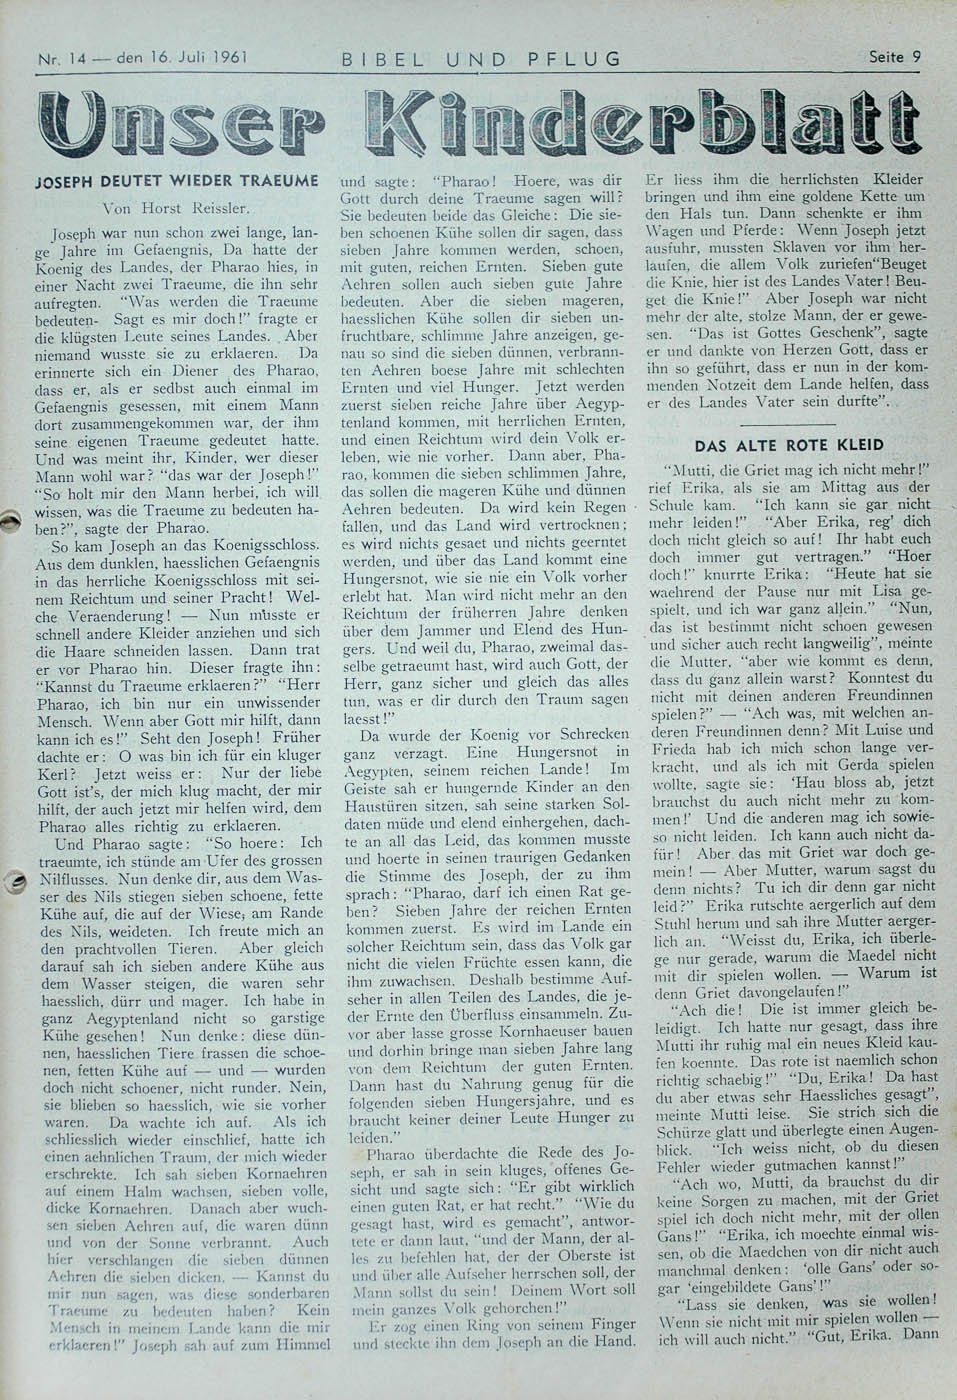 Nr. 14 — den 16. Juli 1961
BIBEL UND PFLUG
Seite 9
Unser Kinderblatt
JOSEPH DEUTET WIEDER TRAEUME
Von Horst Reissler.
Joseph war nun schon zwei lange, lan-
ge Jahre im Gefaengnis, Da hatte der
Koenig des Landes, der Pharao hies, in
einer Nacht zwei Traeume, die ihn sehr
aufregten. "Was werden die Traeume
bedeuten- Sagt es mir doch!" fragte er
die klügsten Leute seines Landes. Aber
niemand wusste sie zu erklaeren. Da
erinnerte sich ein Diener des Pharao,
dass er, als er sedbst auch einmal im
Gefaengnis gesessen, mit einem Mann
dort zusammengekommen war, der ihm
seine eigenen Traeume gedeutet hatte.
Und was meint ihr, Kinder, wer dieser
Mann wohl war? "das war der Joseph!"
"So holt mir den Mann herbei, ich will
wissen, was die Traeume zu bedeuten ha-
ben?", sagte der Pharao.
So kam Joseph an das Koenigsschloss.
Aus dem dunklen, haesslichen Gefaengnis
in das herrliche Koenigsschloss mit sei-
nem Reichtum und seiner Pracht! Wel-
che Veraenderung! — Nun musste er
schnell andere Kleider anziehen und sich
die Haare schneiden lassen. Dann trat
er vor Pharao hin. Dieser fragte ihn:
"Kannst du Traeume erklaeren?" "Herr
Pharao, ich bin nur ein unwissender
Mensch. Wenn aber Gott mir hilft, dann
kann ich es!" Seht den Joseph! Früher
dachte er: O was bin ich für ein kluger
Kerl? Jetzt weiss er: Nur der liebe
Gott ist's, der mich klug macht, der mir
hilft, der auch jetzt mir helfen wird, dem
Pharao alles richtig zu erklaeren.
Und Pharao sagte: "So hoere: Ich
traeumte, ich stünde am Ufer des grossen
Nilflusses. Nun denke dir, aus dem Was-
ser des Nils stiegen sieben schoene, fette
Kühe auf, die auf der Wiese, am Rande
des Nils, weideten. Ich freute mich an
den prachtvollen Tieren. Aber gleich
darauf sah ich sieben andere Kühe aus
dem Wasser steigen, die waren sehr
haesslich, dürr und mager. Ich habe in
ganz Aegyptenland nicht so garstige
Kühe gesehen! Nun denke: diese dün-
nen, haesslichen Tiere frassen die schoe-
nen, fetten Kühe auf — und — wurden
doch nicht schoener, nicht runder. Nein,
sie blieben so haesslich, wie sie vorher
waren. Da wachte ich auf. Als ich
schliesslich wieder einschlief, hatte ich
einen aehnlichen Traum, der mich wieder
erschrekte. Ich sah sieben Kornaehren
auf einem Halm wachsen, sieben volle,
dicke Kornaehren. Danach aber wuch-
sen sieben Aehren auf, die waren dünn
und von der Sonne verbrannt. Auch
hier verschlangen die sieben dünnen
Aehren die sieben dicken. — Kannst du
mir nun sagen, was diese sonderbaren
Traeume zu bedeuten haben? Kein
Mensch in meinem Lande kann die mir
erklaeren!" Joseph sah auf zum Himmel
und sagte: "Pharao! Hoere, was dir
Gott durch deine Traeume sagen will?
Sie bedeuten beide das Gleiche: Die sie-
ben schoenen Kühe sollen dir sagen, dass
sieben Jahre kommen werden, schoen,
mit guten, reichen Ernten. Sieben gute
Aehren sollen auch sieben gute Jahre
bedeuten. Aber die sieben mageren,
haesslichen Kühe sollen dir sieben un-
fruchtbare, schlimme Jahre anzeigen, ge-
nau so sind die sieben dünnen, verbrann-
ten Aehren boese Jahre mit schlechten
Ernten und viel Hunger. Jetzt werden
zuerst sieben reiche Jahre über Aegyp-
tenland kommen, mit herrlichen Ernten,
und einen Reichtum wird dein Volk er-
leben, wie nie vorher. Dann aber, Pha-
rao, kommen die sieben schlimmen Jahre,
das sollen die mageren Kühe und dünnen
Aehren bedeuten. Da wird kein Regen
fallen, und das Land wird vertrocknen;
es wird nichts gesaet und nichts geerntet
werden, und über das Land kommt eine
Hungersnot, wie sie nie ein Volk vorher
erlebt hat. Man wird nicht mehr an den
Reichtum der früherren Jahre denken
über dem Jammer und Elend des Hun-
gers. Und weil du, Pharao, zweimal das-
selbe getraeumt hast, wird auch Gott, der
Herr, ganz sicher und gleich das alles
tun, was er dir durch den Traum sagen
laesst!"
Da wurde der Koenig vor Schrecken
ganz verzagt. Eine Hungersnot in
Aegypten, seinem reichen Lande! Im
Geiste sah er hungernde Kinder an den
Haustüren sitzen, sah seine starken Sol-
daten müde und elend einhergehen, dach-
te an all das Leid, das kommen musste
und hoerte in seinen traurigen Gedanken
die Stimme des Joseph, der zu ihm
sprach: "Pharao, darf ich einen Rat ge-
ben? Sieben Jahre der reichen Ernten
kommen zuerst. Es wird im Lande ein
solcher Reichtum sein, dass das Volk gar
nicht die vielen Früchte essen kann, die
ihm zuwachsen. Deshalb bestimme Auf-
seher in allen Teilen des Landes, die je-
der Ernte den Überfluss einsammeln. Zu-
vor aber lasse grosse Kornhaeuser bauen
und dorhin bringe man sieben Jahre lang
von dem Reichtum der guten Ernten.
Dann hast du Nahrung genug für die
folgenden sieben Hungersjahre, und es
braucht keiner deiner Leute Hunger zu
leiden."
Pharao überdachte die Rede des Jo-
seph, er sah in sein kluges, offenes Ge-
sicht und sagte sich: "Er gibt wirklich
einen guten Rat, er hat recht." "Wie du
gesagt hast, wird es gemacht", antwor-
tete er dann laut, "und der Mann, der al-
les zu befehlen hat, der der Oberste ist
und über alle Aufseher herrschen soll, der
Mann sollst du sein! Deinem Wort soll
mein ganzes Volk gehorchen!"
Er zog einen Ring von seinem Finger
und steckte ihn dem Joseph an die Hand.
Er liess ihm die herrlichsten Kleider
bringen und ihm eine goldene Kette um
den Hals tun. Dann schenkte er ihm
Wagen und Pferde: Wenn Joseph jetzt
ausfuhr, mussten Sklaven vor ihm her-
laufen, die allem Volk zuriefen"Beuget
die Knie, hier ist des Landes Vater! Beu-
get die Knie!" Aber Joseph war nicht
mehr der alte, stolze Mann, der er gewe-
sen. "Das ist Gottes Geschenk", sagte
er und dankte von Herzen Gott, dass er
ihn so geführt, dass er nun in der kom-
menden Notzeit dem Lande helfen, dass
er des Landes Vater sein durfte".
DAS ALTE ROTE KLEID
"Mutti, die Griet mag ich nicht mehr!"
rief Erika, als sie am Mittag aus der
Schule kam. "Ich kann sie gar nicht
mehr leiden!" "Aber Erika, reg' dich
doch nicht gleich so auf! Ihr habt euch
doch immer gut vertragen." "Hoer
doch!" knurrte Erika: "Heute hat sie
waehrend der Pause nur mit Lisa ge-
spielt, und ich war ganz allein." "Nun,
das ist bestimmt nicht schoen gewesen
und sicher auch recht langweilig", meinte
die Mutter, "aber wie kommt es denn,
dass du ganz allein warst? Konntest du
nicht mit deinen anderen Freundinnen
spielen?" — "Ach was, mit welchen an-
deren Freundinnen denn? Mit Luise und
Frieda hab ich mich schon lange ver-
kracht, und als ich mit Gerda spielen
wollte, sagte sie: 'Hau bloss ab, jetzt
brauchst du auch nicht mehr zu kom-
men!' Und die anderen mag ich sowie-
so nicht leiden. Ich kann auch nicht da-
für! Aber das mit Griet war doch ge-
mein! — Aber Mutter, warum sagst du
denn nichts? Tu ich dir denn gar nicht
leid?" Erika rutschte aergerlich auf dem
Stuhl herum und sah ihre Mutter aerger-
lich an. "Weisst du, Erika, ich überle-
ge nur gerade, warum die Maedel nicht
mit dir spielen wollen. — Warum ist
denn Griet davongelaufen!"
"Ach die! Die ist immer gleich be-
leidigt. Ich hatte nur gesagt, dass ihre
Mutti ihr ruhig mal ein neues Kleid kau-
fen koennte. Das rote ist naemlich schon
richtig schaebig!" "Du, Erika! Da hast
du aber etwas sehr Haessliches gesagt",
meinte Mutti leise. Sie strich sich die
Schürze glatt und überlegte einen Augen-
blick. "Ich weiss nicht, ob du diesen
Fehler wieder gutmachen kannst!"
"Ach wo, Mutti, da brauchst du dir
keine Sorgen zu machen, mit der Griet
spiel ich doch nicht mehr, mit der ollen
Gans!" "Erika, ich moechte einmal wis-
sen, ob die Maedchen von dir nicht auch
manchmal denken: 'olle Gans' oder so-
gar 'eingebildete Gans'!"
"Lass sie denken, was sie wollen!
Wenn sie nicht mit mir spielen wollen —
ich will auch nicht." "Gut, Erika. Dann